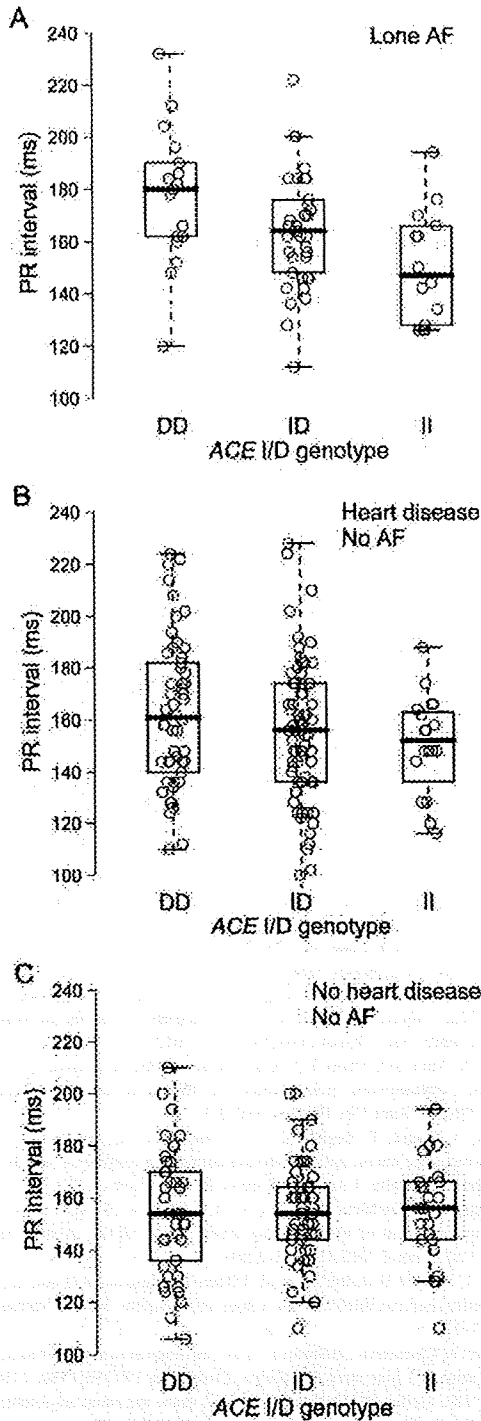 A
Lone AF
240
220
200
180
160
140
120
100
PR interval (ms)
DD ID II
ACE I/D genotype
B
Heart disease
No AF
240
220
200
180
160
140
120
100
PR interval (ms)
DD ID II
ACE I/D genotype
C
No heart disease
No AF
240
220
200
180
160
140
120
100
PR interval (ms)
DD ID II
ACE I/D genotype